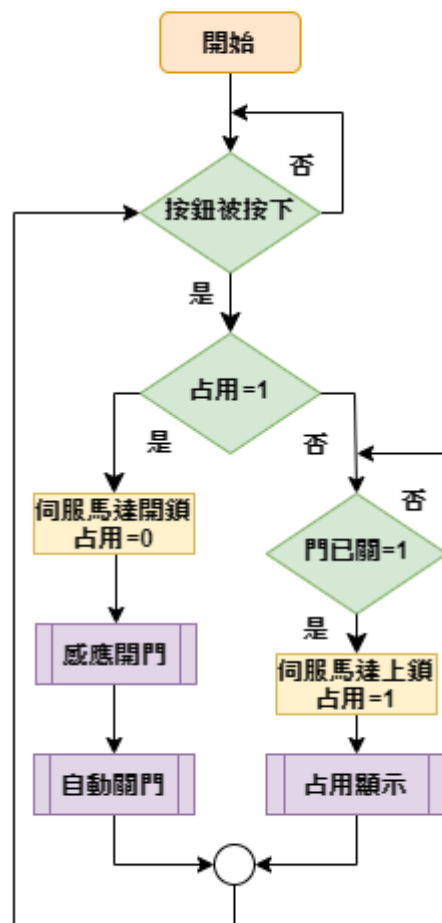 開始
否
按鈕被按下
是
占用=1
是
否
伺服馬達開鎖
占用=0
否
門已關=1
感應開門
是
伺服馬達上鎖
占用=1
自動關門
占用顯示